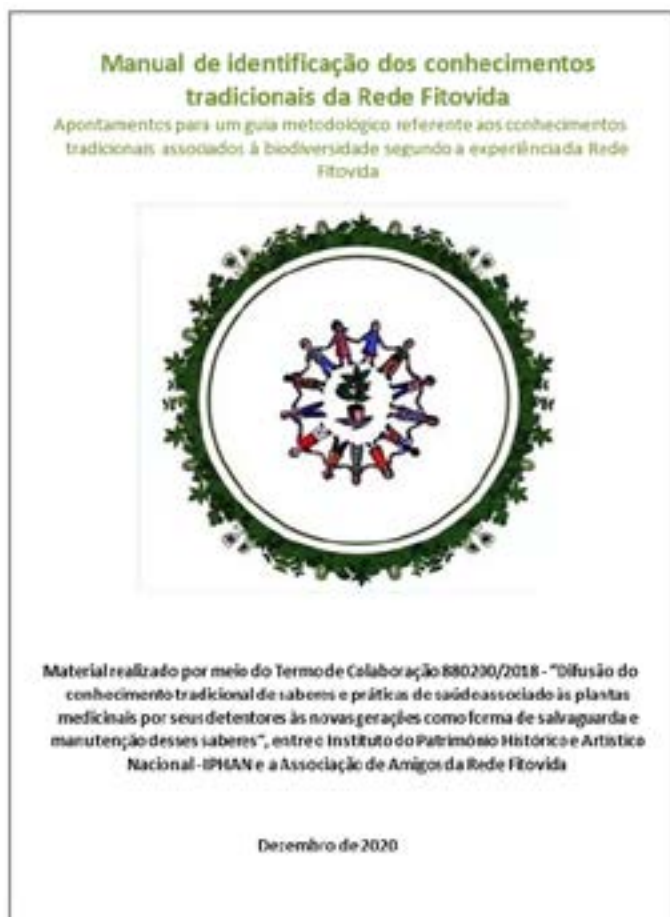 Manual de identificação dos conhecimentos
tradicionais da Rede Fitovida
Apontamentos para um guia metodológico referente aos conhecimentos
tradicionais associados à biodiversidade segundo a experiência da Rede
Fitovida
Material realizado por meio do Termo de Colaboração 880200/2018 - "Difusão do
conhecimento tradicional de saberes e práticas de saúde associado às plantas
medicinais por seus detentores às novas gerações como forma de salvaguarda e
manutenção desses saberes", entre o Instituto do Patrimônio Histórico e Artístico
Nacional - IPHAN e a Associação de Amigos da Rede Fitovida
Dezembro de 2020